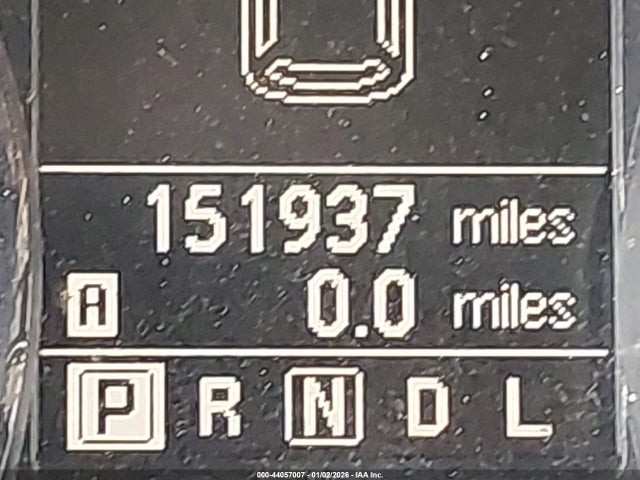 151937 miles
A 0.0 miles
P R N D L
000-44057007 - 01/02/2026 - IAA Inc.